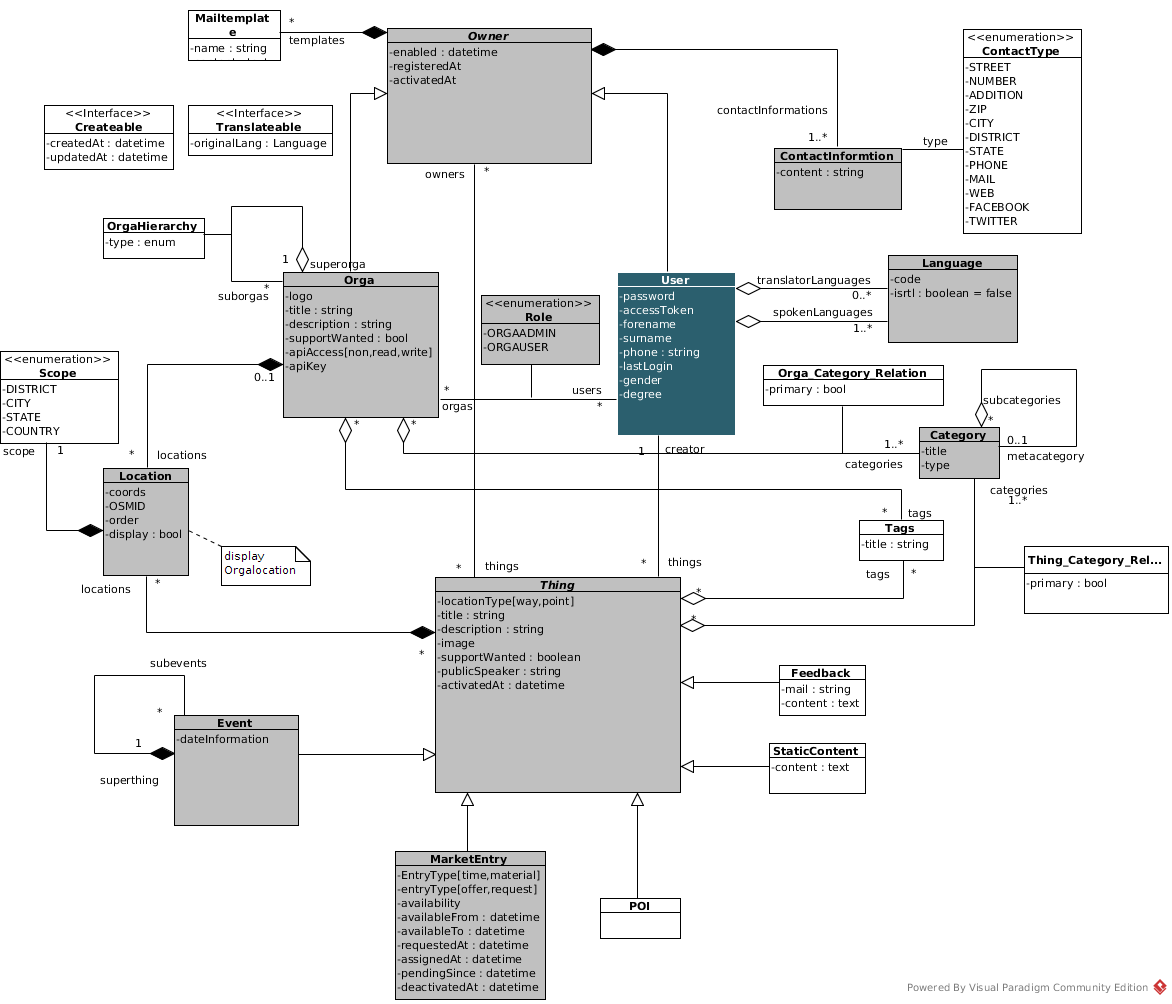 Mailtemplat
e
-name : string
*
templates
Owner
-enabled : datetime
-registeredAt
-activatedAt
<<enumeration>>
ContactType
-STREET
-NUMBER
-ADDITION
-ZIP
-CITY
-DISTRICT
-STATE
-PHONE
-MAIL
-WEB
-FACEBOOK
-TWITTER
contactInformations
1..*
type
ContactInformtion
-content : string
<<Interface>>
Createable
-createdAt : datetime
-updatedAt : datetime
<<Interface>>
Translateable
-originalLang : Language
owners
*
OrgaHierarchy
-type : enum
1
superorga
*
suborgas
Orga
-logo
-title : string
-description : string
-supportWanted : bool
-apiAccess[non,read,write]
-apiKey
<<enumeration>>
Role
-ORGAADMIN
-ORGAUSER
User
-password
-accessToken
-forename
-surname
-phone : string
-lastLogin
-gender
-degree
translatorLanguages
0..*
spokenLanguages
1..*
Language
-code
-isrtl : boolean = false
<<enumeration>>
Scope
-DISTRICT
-CITY
-STATE
-COUNTRY
0..1
*
orgas
users
*
*
*
Orga_Category_Relation
-primary : bool
subcategories
*
Category
-title
-type
0..1
metacategory
1..*
categories
scope
1
*
locations
1
creator
categories
1..*
Location
-coords
-OSMID
-order
-display : bool
display
Orgalocation
*
tags
Tags
-title : string
tags
*
Thing_Category_Rel...
-primary : bool
locations
*
*
things
*
things
Thing
-locationType[way,point]
-title : string
-description : string
-image
-supportWanted : boolean
-publicSpeaker : string
-activatedAt : datetime
*
*
*
subevents
*
1
superthing
Event
-dateInformation
Feedback
-mail : string
-content : text
StaticContent
-content : text
MarketEntry
-EntryType[time,material]
-entryType[offer,request]
-availability
-availableFrom : datetime
-availableTo : datetime
-requestedAt : datetime
-assignedAt : datetime
-pendingSince : datetime
-deactivatedAt : datetime
POI
Powered By Visual Paradigm Community Edition